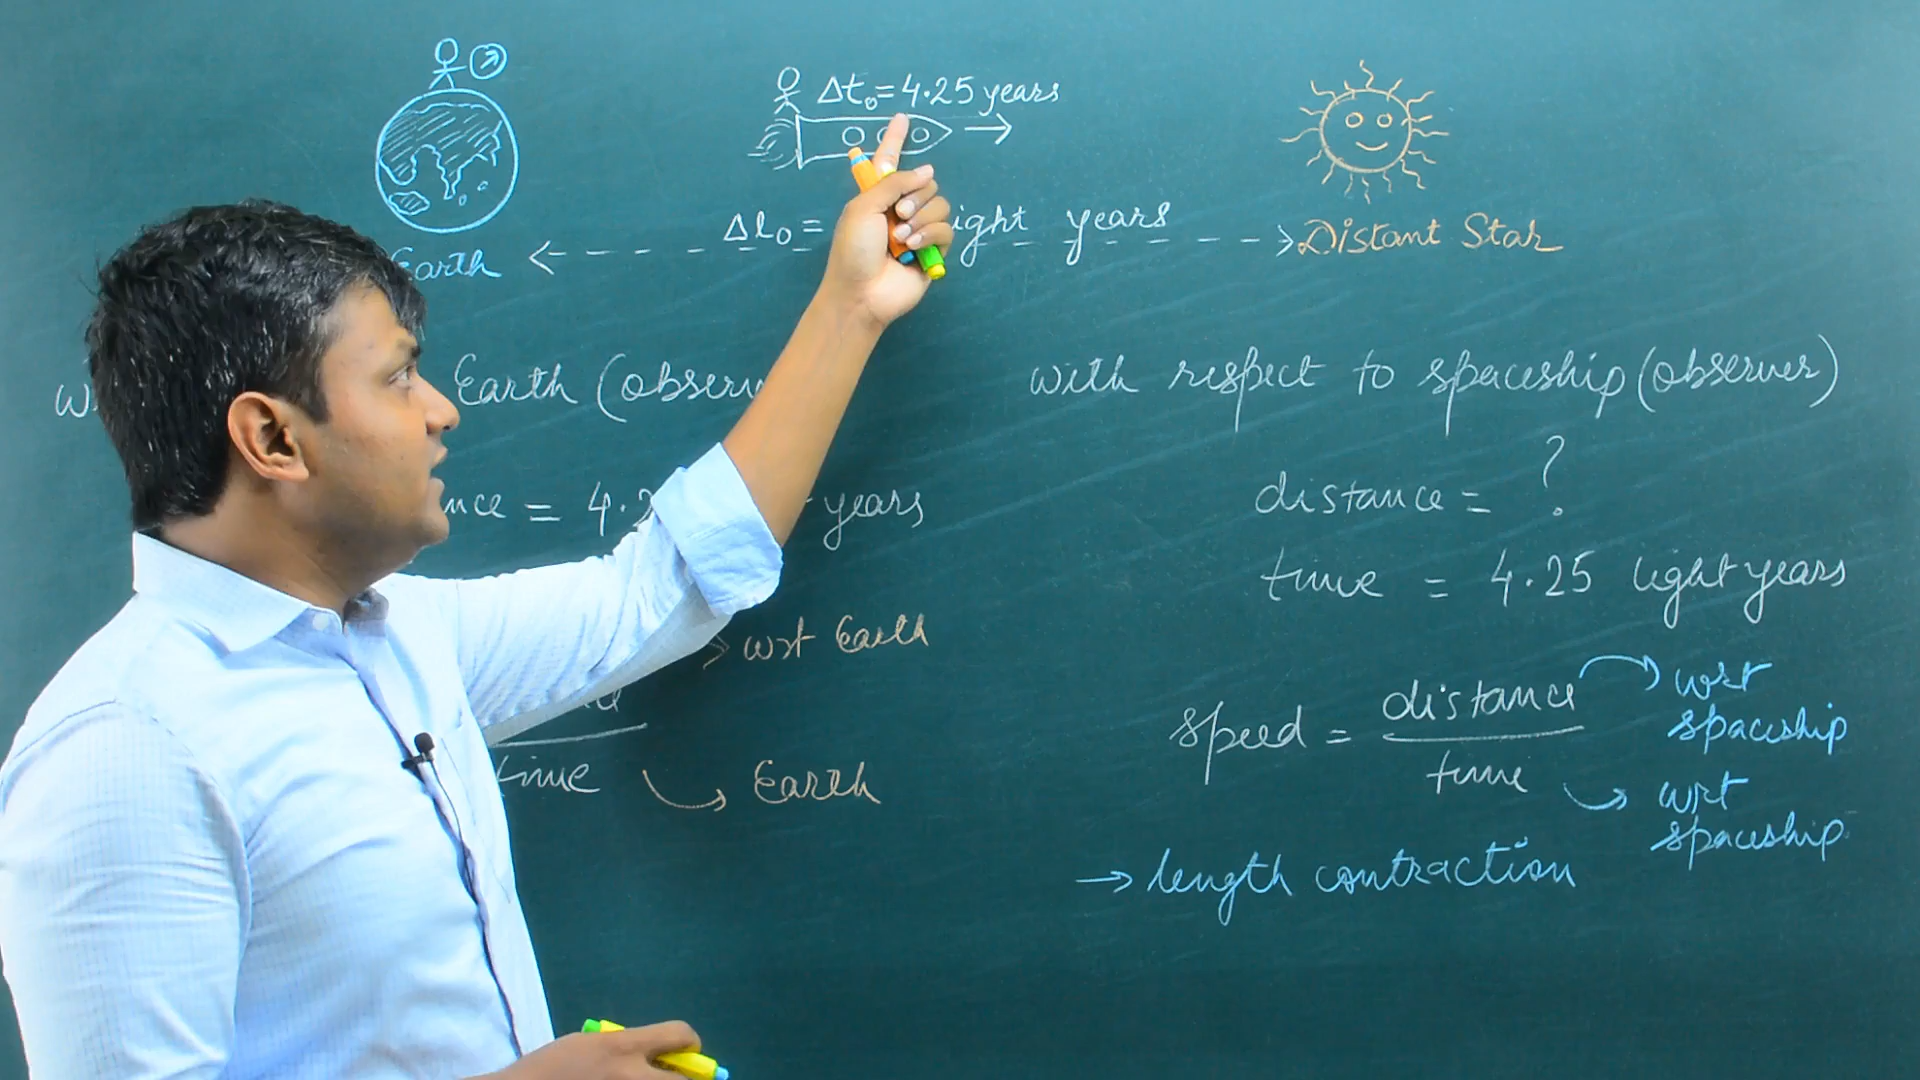 Δt₀ = 4.25 years
Δl₀ = ight years
Earth
Distant Star
Earth (observ
with respect to spaceship (observer)
nce = 4.2 years
distance = ?
time = 4.25 light years
wrt Earth
time
Earth
speed = distance / time
wrt spaceship
wrt spaceship
→ length contraction